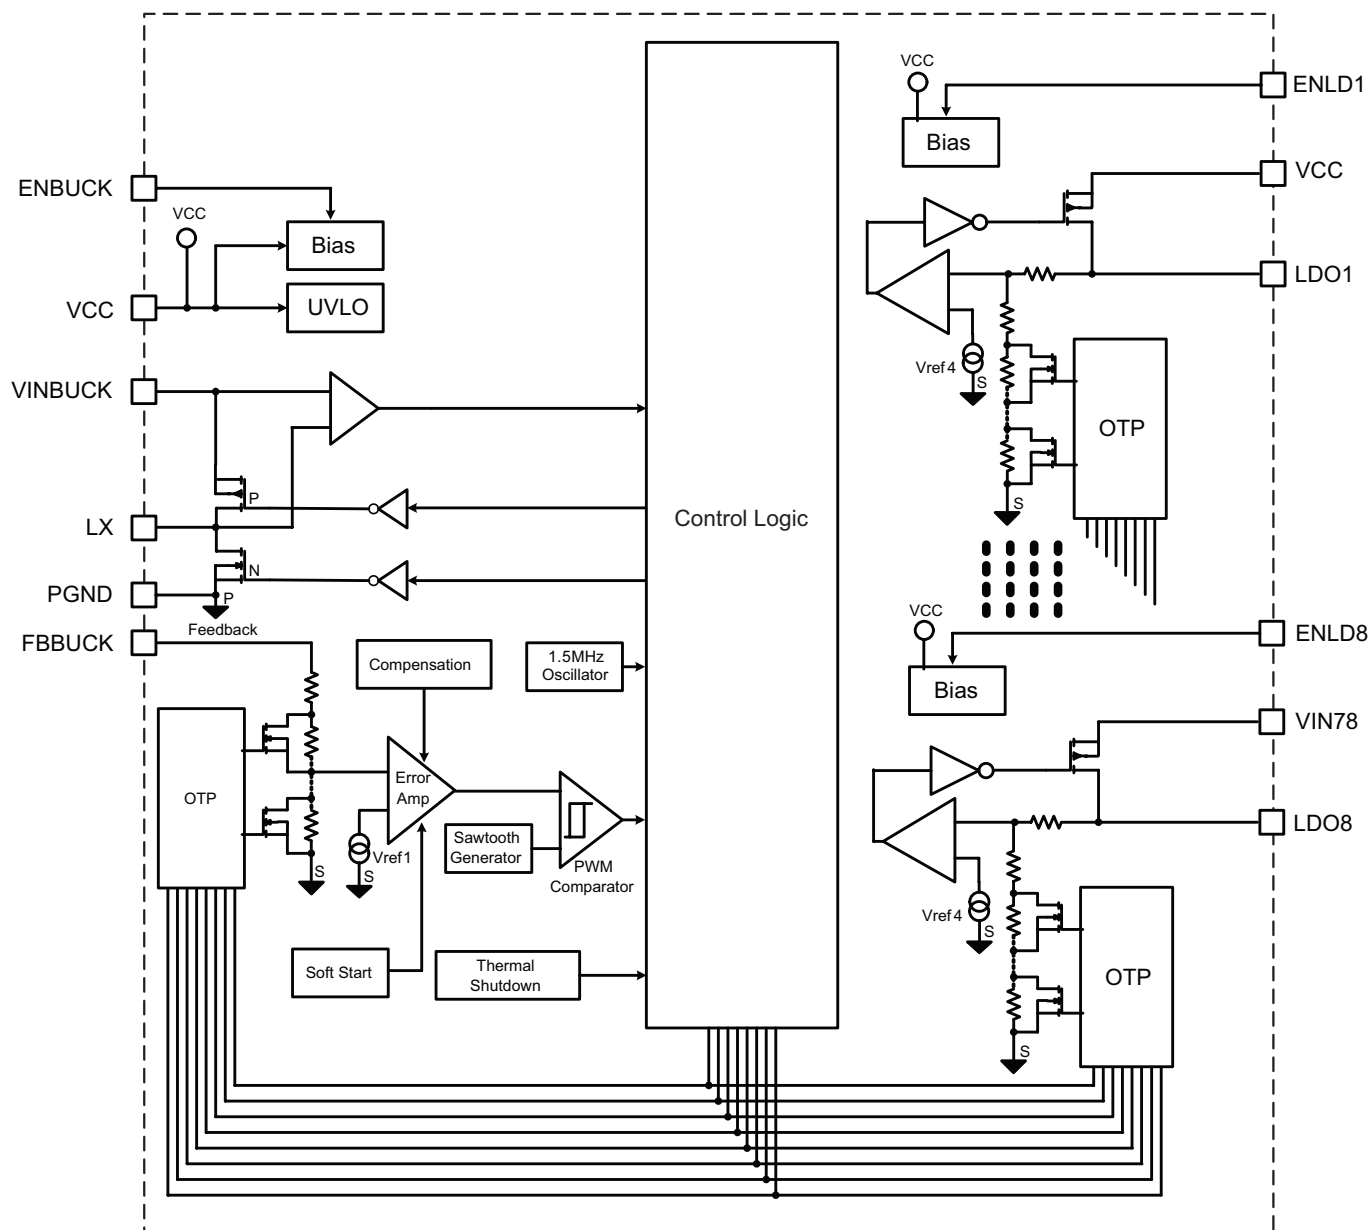 VCC
ENLD1
Bias
VCC
ENBUCK
VCC
Bias
LDO1
VCC
UVLO
Vref4
S
VINBUCK
OTP
P
S
Control Logic
LX
N
PGND
P
Feedback
FBBUCK
VCC
ENLD8
Compensation
1.5MHz
Oscillator
Bias
VIN78
OTP
Error
Amp
Vref1
S
S
Sawtooth
Generator
PWM
Comparator
LDO8
Vref4
S
Soft Start
Thermal
Shutdown
OTP
S